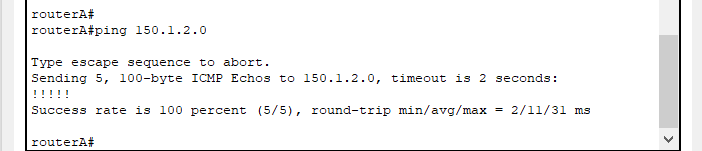 routerA#
routerA#ping 150.1.2.0
Type escape sequence to abort.
Sending 5, 100-byte ICMP Echos to 150.1.2.0, timeout is 2 seconds:
!!!!!
Success rate is 100 percent (5/5), round-trip min/avg/max = 2/11/31 ms
routerA#